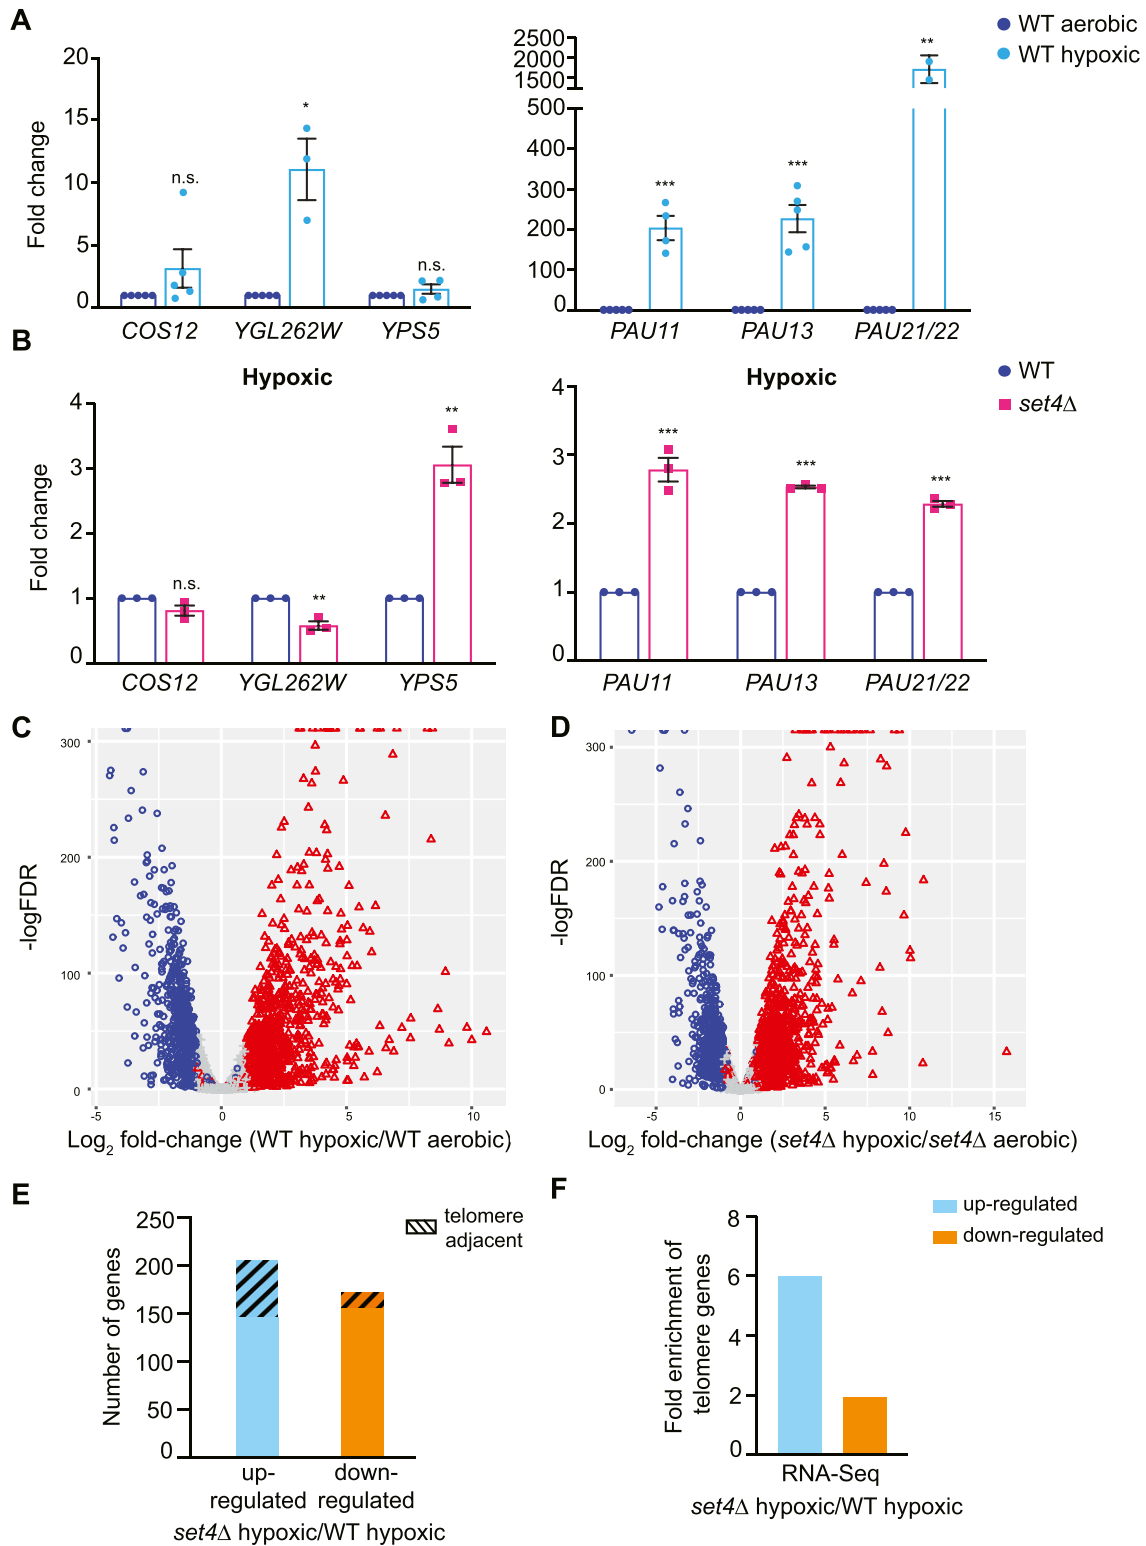 A
WT aerobic
WT hypoxic
Fold change
20
15
10
5
0
n.s.
*
n.s.
COS12 YGL262W YPS5
2500
2000
1500
500
400
300
200
100
0
***
***
**
PAU11 PAU13 PAU21/22
B
Hypoxic
Fold change
4
3
2
1
0
n.s.
**
**
COS12 YGL262W YPS5
Hypoxic
WT
set4Δ
4
3
2
1
0
***
***
***
PAU11 PAU13 PAU21/22
C
-logFDR
300
200
100
0
-5 0 5 10
Log2 fold-change (WT hypoxic/WT aerobic)
D
-logFDR
300
200
100
0
-5 0 5 10 15
Log2 fold-change (set4Δ hypoxic/set4Δ aerobic)
E
Number of genes
250
200
150
100
50
0
telomere
adjacent
up- down-
regulated regulated
set4Δ hypoxic/WT hypoxic
F
Fold enrichment of
telomere genes
8
6
4
2
0
up-regulated
down-regulated
RNA-Seq
set4Δ hypoxic/WT hypoxic